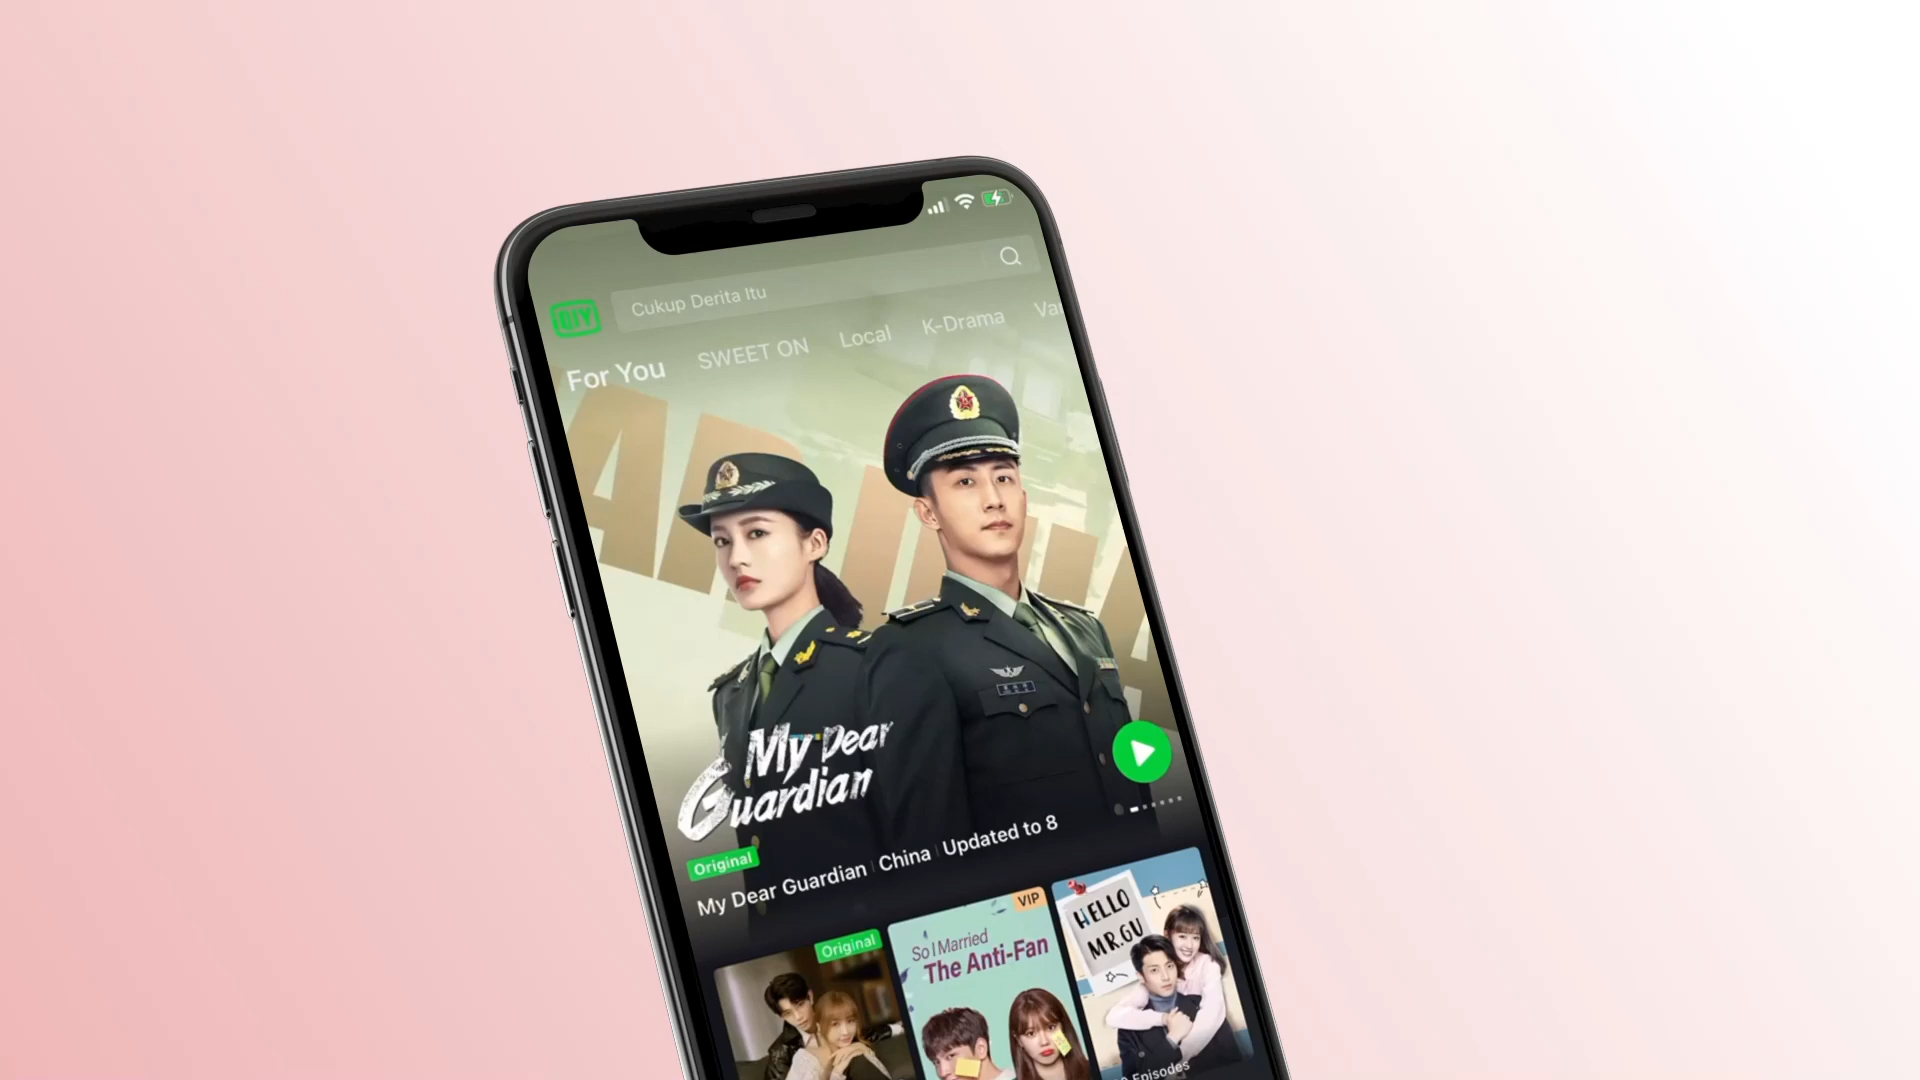 QIY
Cukup Derita Itu
For You
SWEET ON
Local
K-Drama
My Dear
Guardian
Original
My Dear Guardian | China | Updated to 8
Original
VIP
So I Married
The Anti-Fan
HELLO
MR.GU
Episodes